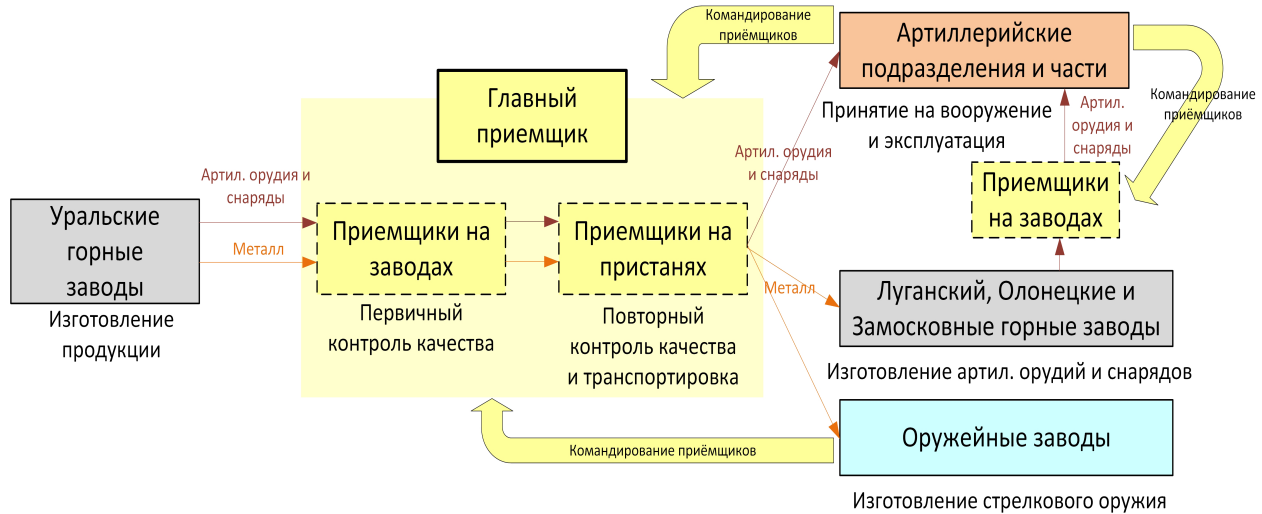 Командирование
приёмщиков
Артиллерийские
подразделения и части
Командирование
приёмщиков
Принятие на вооружение
и эксплуатация
Артил.
орудия и
снаряды
Главный
приемщик
Артил. орудия
и снаряды
Приемщики
на заводах
Уральские
горные
заводы
Изготовление
продукции
Артил. орудия и
снаряды
Металл
Приемщики на
заводах
Первичный
контроль качества
Приемщики на
пристанях
Повторный
контроль качества
и транспортировка
Металл
Луганский, Олонецкие и
Замосковные горные заводы
Изготовление артил. орудий и снарядов
Оружейные заводы
Изготовление стрелкового оружия
Командирование приёмщиков